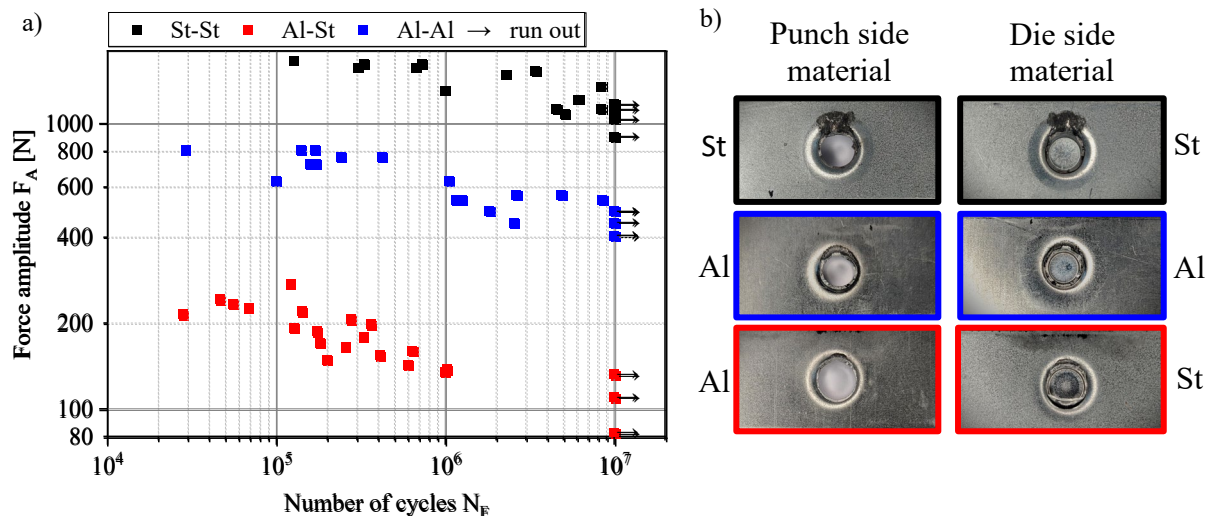 a)
St-St Al-St Al-Al → run out
Force amplitude F_A [N]
1000
800
600
400
200
100
80
10^4 10^5 10^6 10^7
Number of cycles N_F
b)
Punch side
material
Die side
material
St
St
Al
Al
Al
St